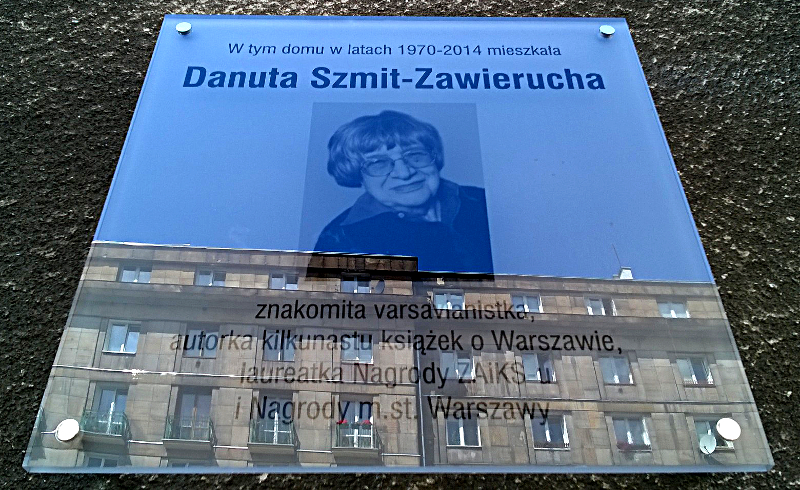 W tym domu w latach 1970-2014 mieszkała
Danuta Szmit-Zawierucha
znakomita varsavianistka,
autorka kilkunastu książek o Warszawie,
laureatka Nagrody ZAiKS-u
i Nagrody m.st. Warszawy